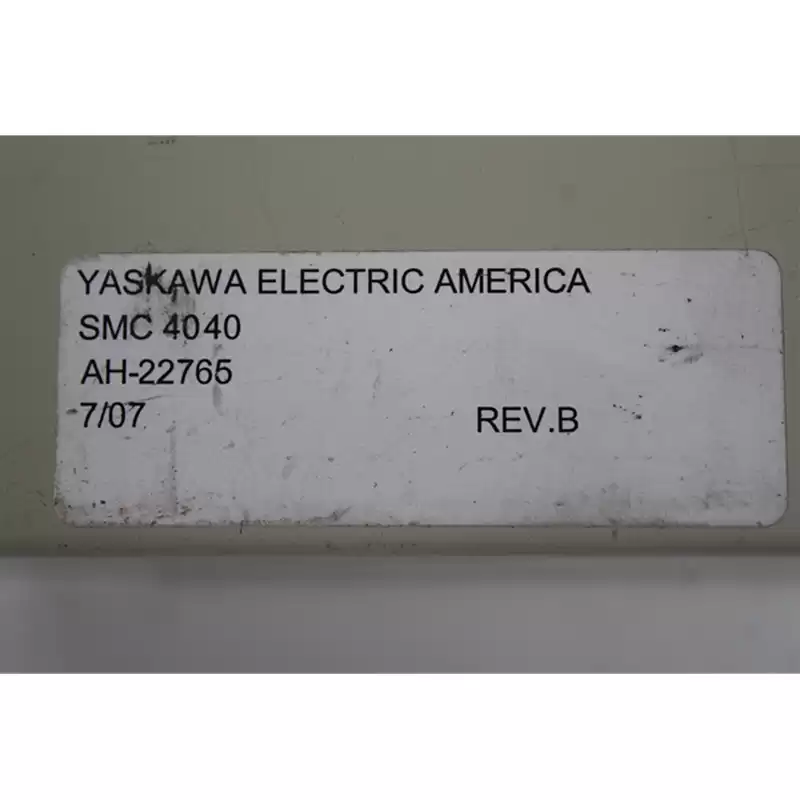 YASKAWA ELECTRIC AMERICA
SMC 4040
AH-22765
7/07 REV.B